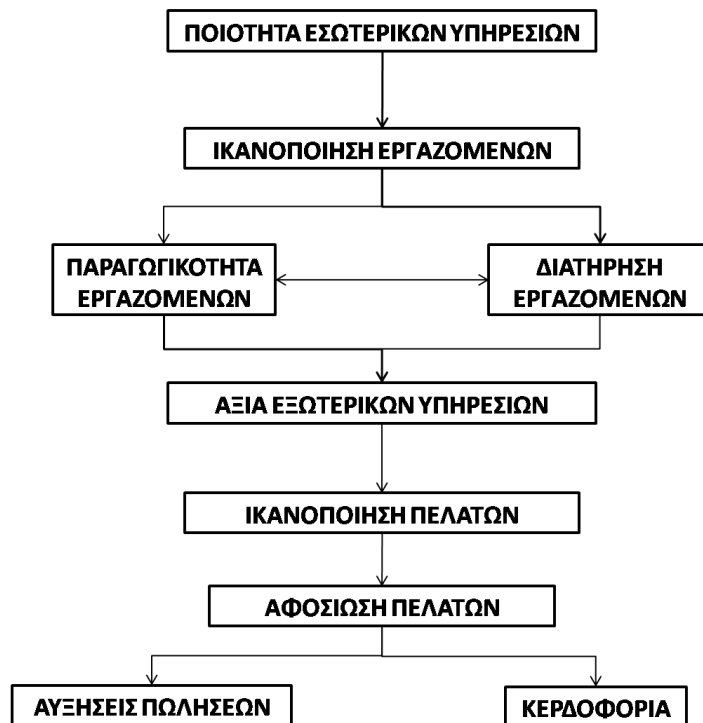 ΠΟΙΟΤΗΤΑ ΕΣΩΤΕΡΙΚΩΝ ΥΠΗΡΕΣΙΩΝ
ΙΚΑΝΟΠΟΙΗΣΗ ΕΡΓΑΖΟΜΕΝΩΝ
ΠΑΡΑΓΩΓΙΚΟΤΗΤΑ
ΕΡΓΑΖΟΜΕΝΩΝ
ΔΙΑΤΗΡΗΣΗ
ΕΡΓΑΖΟΜΕΝΩΝ
ΑΞΙΑ ΕΞΩΤΕΡΙΚΩΝ ΥΠΗΡΕΣΙΩΝ
ΙΚΑΝΟΠΟΙΗΣΗ ΠΕΛΑΤΩΝ
ΑΦΟΣΙΩΣΗ ΠΕΛΑΤΩΝ
ΑΥΞΗΣΕΙΣ ΠΩΛΗΣΕΩΝ
ΚΕΡΔΟΦΟΡΙΑ